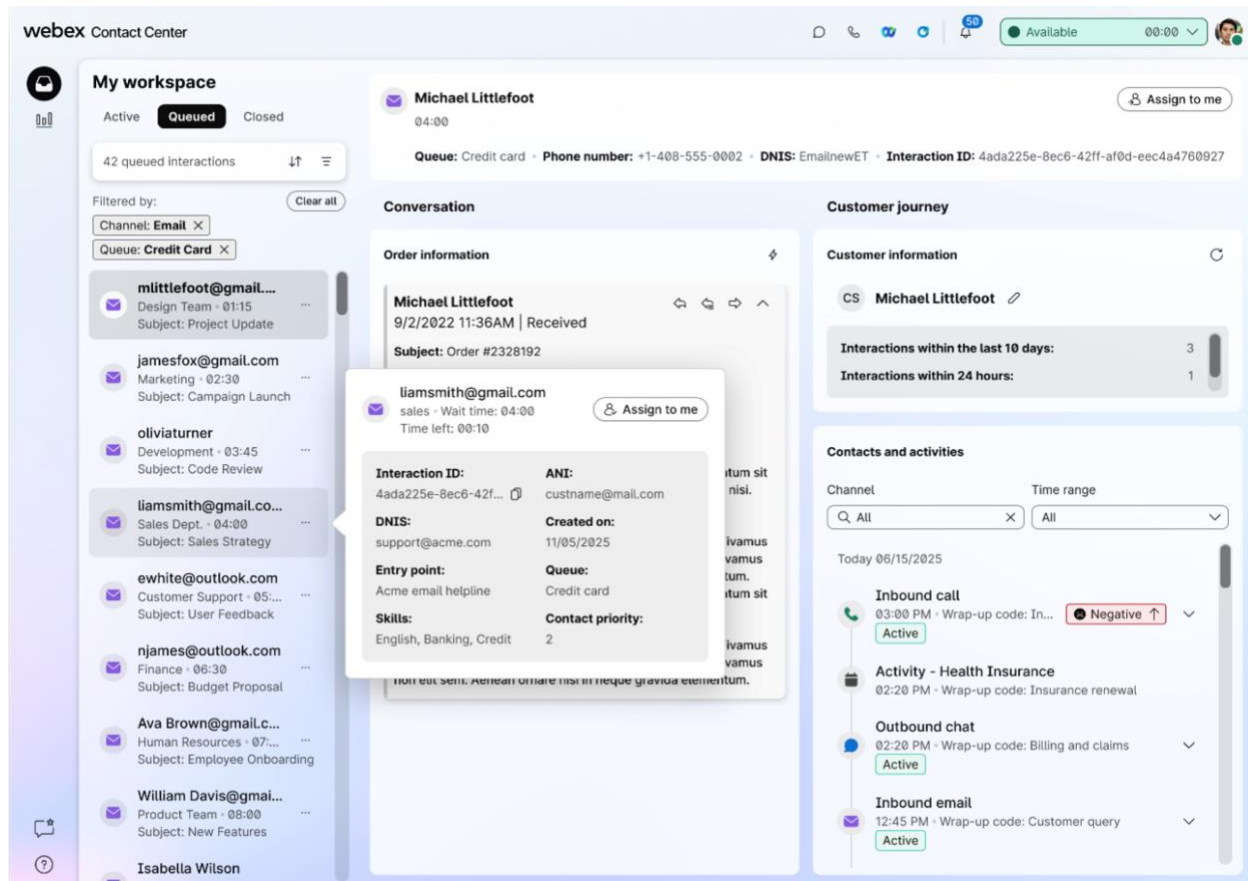 webex Contact Center
50
Available 00:00
My workspace
Active Queued Closed
42 queued interactions
Filtered by: Clear all
Channel: Email
Queue: Credit Card
mlittlefoot@gmail....
Design Team 01:15
Subject: Project Update
jamesfox@gmail.com
Marketing 02:30
Subject: Campaign Launch
oliviaturner
Development 03:45
Subject: Code Review
liamsmith@gmail.co...
Sales Dept. 04:00
Subject: Sales Strategy
ewhite@outlook.com
Customer Support 05:...
Subject: User Feedback
njames@outlook.com
Finance 06:30
Subject: Budget Proposal
Ava Brown@gmail.c...
Human Resources 07:...
Subject: Employee Onboarding
William Davis@gmai...
Product Team 08:00
Subject: New Features
Isabella Wilson
Michael Littlefoot
04:00
Assign to me
Queue: Credit card Phone number: +1-408-555-0002 DNIS: EmailnewET Interaction ID: 4ada225e-8ec6-42ff-af0d-eec4a4760927
Conversation
Order information
Michael Littlefoot
9/2/2022 11:36AM | Received
Subject: Order #2328192
liamsmith@gmail.com
sales Wait time: 04:00
Time left: 00:10
Assign to me
Interaction ID: ANI:
4ada225e-8ec6-42f... custname@mail.com
DNIS: Created on:
support@acme.com 11/05/2025
Entry point: Queue:
Acme email helpline Credit card
Skills: Contact priority:
English, Banking, Credit 2
sit
nisi.
sit
non elit sem. Aenean ornare nisi in neque gravida elementum.
Customer journey
Customer information
CS Michael Littlefoot
Interactions within the last 10 days: 3
Interactions within 24 hours: 1
Contacts and activities
Channel Time range
All All
Today 06/15/2025
Inbound call
03:00 PM Wrap-up code: In... Negative ↑
Active
Activity - Health Insurance
02:20 PM Wrap-up code: Insurance renewal
Outbound chat
02:20 PM Wrap-up code: Billing and claims
Active
Inbound email
12:45 PM Wrap-up code: Customer query
Active